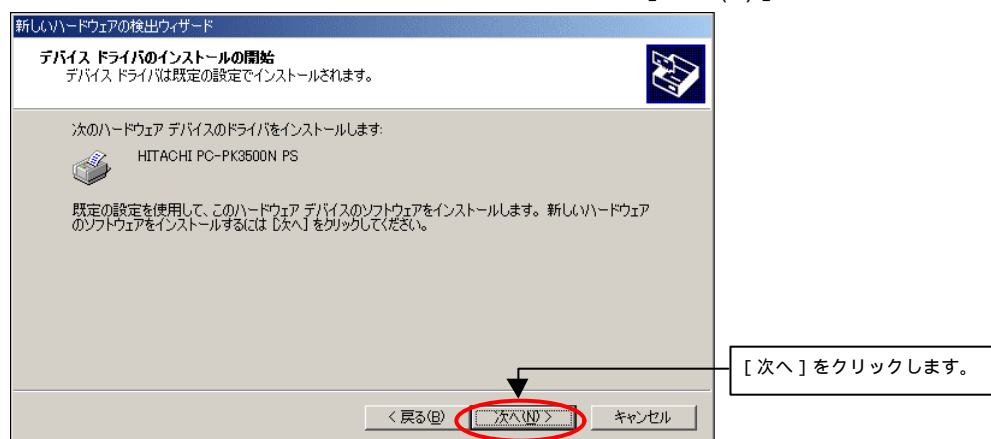 新しいハードウェアの検出ウィザード
デバイス ドライバのインストールの開始
デバイス ドライバは既定の設定でインストールされます。
次のハードウェア デバイスのドライバをインストールします:
HITACHI PC-PK3500N PS
既定の設定を使用して、このハードウェア デバイスのソフトウェアをインストールします。新しいハードウェア
のソフトウェアをインストールするには [次へ] をクリックしてください。
[ 次へ ] をクリックします。
< 戻る(B)
次へ(N) >
キャンセル